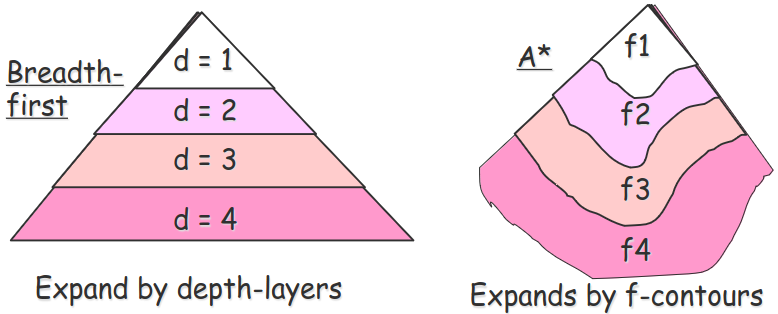 Breadth-
first
d = 1
d = 2
d = 3
d = 4
Expand by depth-layers
A*
f1
f2
f3
f4
Expands by f-contours